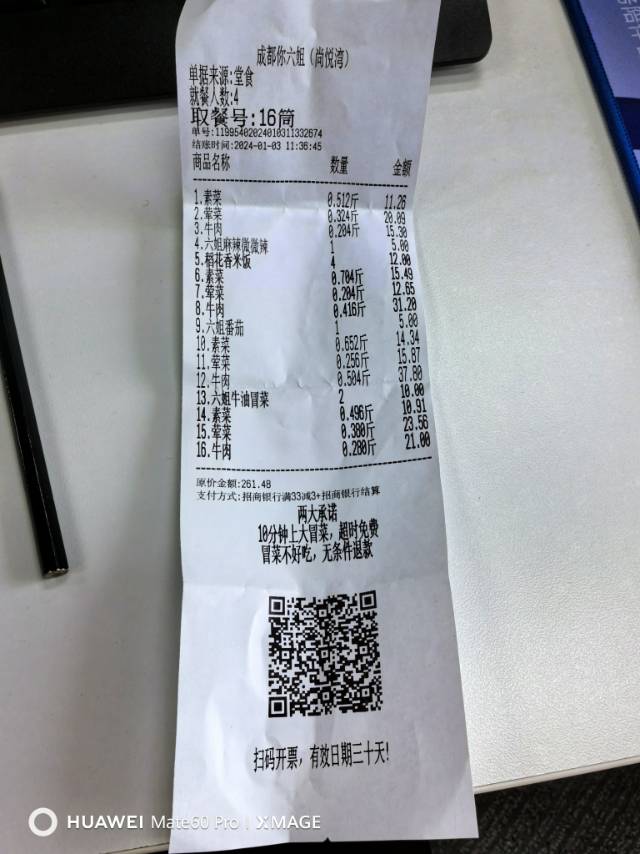 成都你六姐（尚悦湾）
单据来源:堂食
就餐人数:4
取餐号:16筒
单号:1199540202401031133​2674
结账时间:2024-01-03 11:36:45
商品名称 数量 金额
1.素菜 0.512斤 11.26
2.荤菜 0.324斤 20.09
3.牛肉 0.204斤 15.30
4.六姐麻辣微微辣 1 5.00
5.稻花香米饭 4 12.00
6.素菜 0.704斤 15.49
7.荤菜 0.204斤 12.65
8.牛肉 0.416斤 31.20
9.六姐番茄 1 5.00
10.素菜 0.652斤 14.34
11.荤菜 0.256斤 15.87
12.牛肉 0.504斤 37.80
13.六姐牛油冒菜 2 10.00
14.素菜 0.496斤 10.91
15.荤菜 0.380斤 23.56
16.牛肉 0.280斤 21.00
原价金额:261.48
支付方式:招商银行满33减3+招商银行结算
两大承诺
10分钟上大冒菜，超时免费
冒菜不好吃，无条件退款
扫码开票，有效日期三十天!
HUAWEI Mate60 Pro | XMAGE